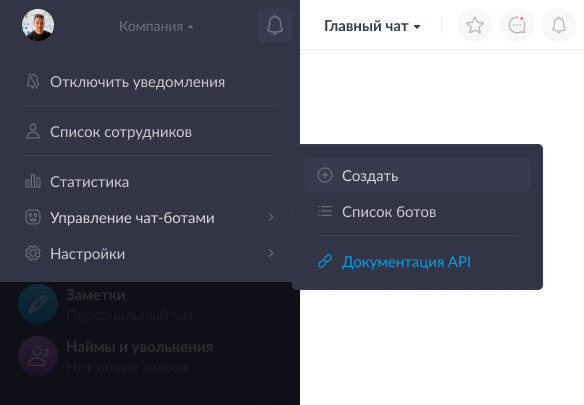 Компания
Главный чат
Отключить уведомления
Список сотрудников
Статистика
Управление чат-ботами
Настройки
Создать
Список ботов
Документация API
Заметки
Персональный чат
Наймы и увольнения
Нет новых заявок